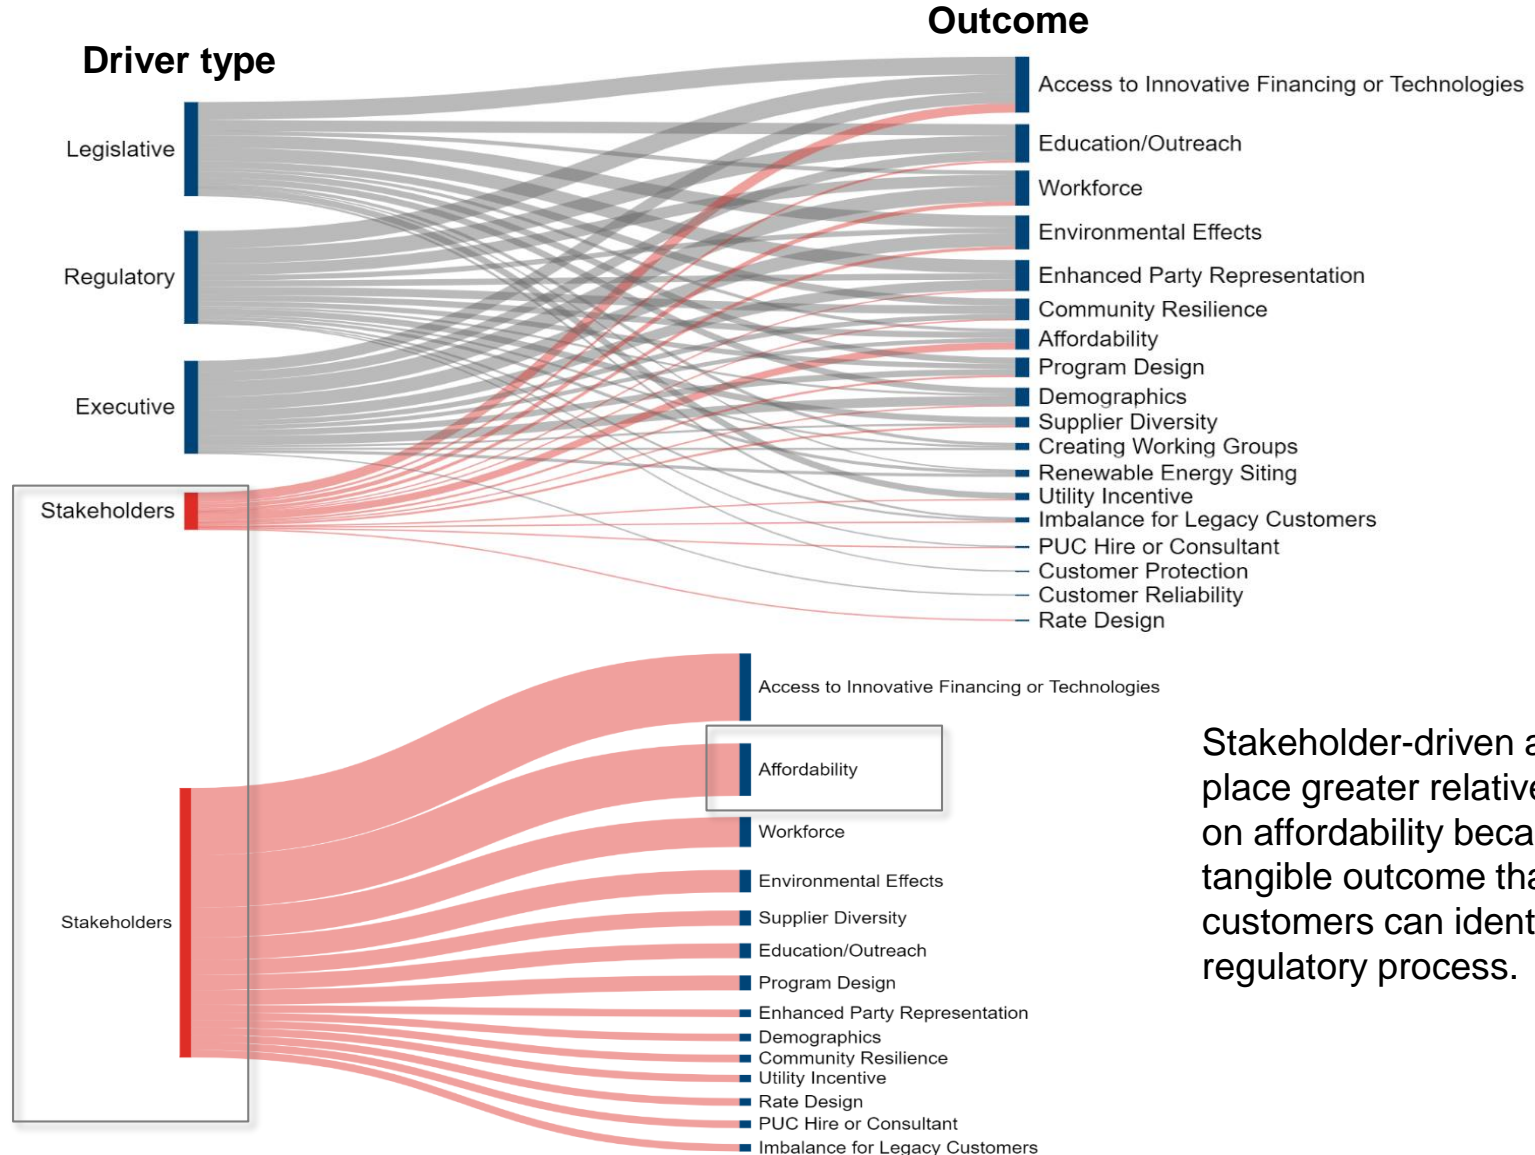 Outcome
Driver type
Legislative
Regulatory
Executive
Stakeholders
Access to Innovative Financing or Technologies
Education/Outreach
Workforce
Environmental Effects
Enhanced Party Representation
Community Resilience
Affordability
Program Design
Demographics
Supplier Diversity
Creating Working Groups
Renewable Energy Siting
Utility Incentive
Imbalance for Legacy Customers
PUC Hire or Consultant
Customer Protection
Customer Reliability
Rate Design
Stakeholders
Access to Innovative Financing or Technologies
Affordability
Workforce
Environmental Effects
Supplier Diversity
Education/Outreach
Program Design
Enhanced Party Representation
Demographics
Community Resilience
Utility Incentive
Rate Design
PUC Hire or Consultant
Imbalance for Legacy Customers
Stakeholder-driven
place greater relative
on affordability
tangible outcome
customers can
regulatory process.